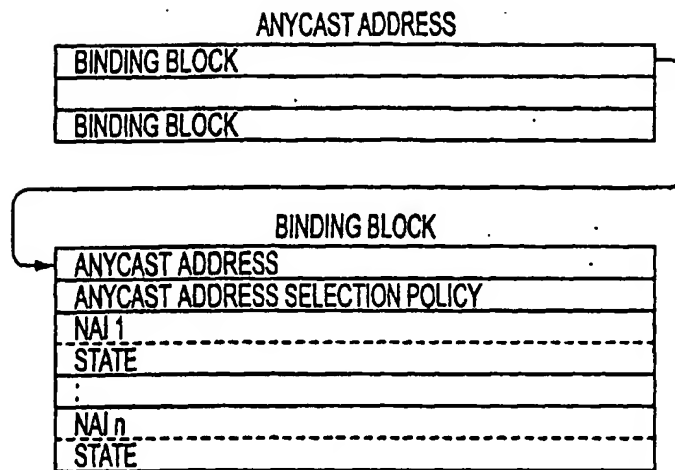 ANYCAST ADDRESS
BINDING BLOCK
BINDING BLOCK
BINDING BLOCK
ANYCAST ADDRESS
ANYCAST ADDRESS SELECTION POLICY
NAI 1
STATE
:
NAI n
STATE